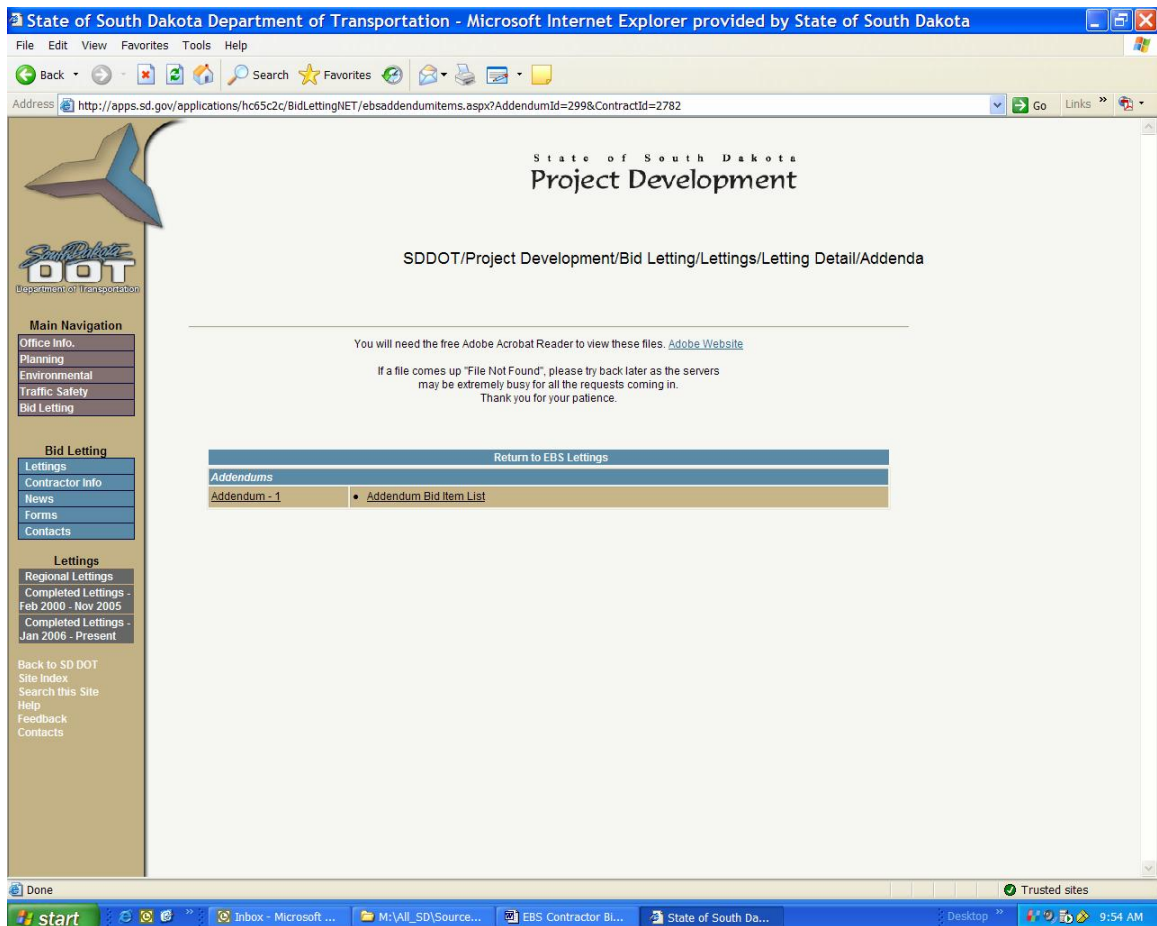 State of South Dakota Department of Transportation - Microsoft Internet Explorer provided by State of South Dakota
File Edit View Favorites Tools Help
Back Search Favorites
Address http://apps.sd.gov/applications/hc65c2c/BidLettingNET/ebsaddendumitems.aspx?AddendumId=299&ContractId=2782 Go Links »
State of South Dakota
Project Development
South Dakota
DOT
Department of Transportation
SDDOT/Project Development/Bid Letting/Lettings/Letting Detail/Addenda
Main Navigation
Office Info.
Planning
Environmental
Traffic Safety
Bid Letting
You will need the free Adobe Acrobat Reader to view these files. Adobe Website
If a file comes up "File Not Found", please try back later as the servers
may be extremely busy for all the requests coming in.
Thank you for your patience.
Bid Letting
Lettings
Contractor Info
News
Forms
Contacts
Return to EBS Lettings
Addendums
Addendum - 1 • Addendum Bid Item List
Lettings
Regional Lettings
Completed Lettings -
Feb 2000 - Nov 2005
Completed Lettings -
Jan 2006 - Present
Back to SD DOT
Site Index
Search this Site
Help
Feedback
Contacts
Done Trusted sites
start » Inbox - Microsoft ... M:\All_SD\Source... EBS Contractor Bi... State of South Da... Desktop » 9:54 AM